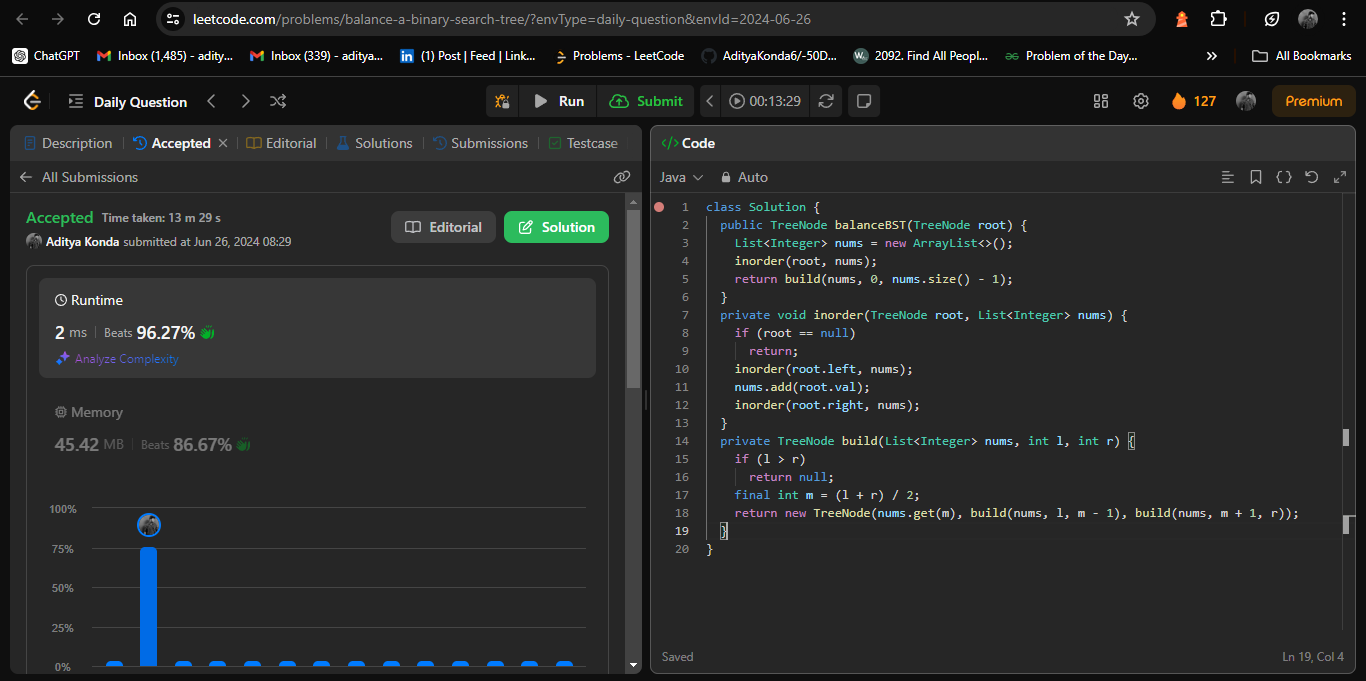 leetcode.com/problems/balance-a-binary-search-tree/?envType=daily-question&envId=2024-06-26
ChatGPT Inbox (1,485) - adity... Inbox (339) - aditya... (1) Post | Feed | Link... Problems - LeetCode AdityaKonda6/-50D... 2092. Find All Peopl... Problem of the Day... All Bookmarks
Daily Question Run Submit 00:13:29 127 Premium
Description Accepted Editorial Solutions Submissions Testcase
All Submissions
Accepted Time taken: 13 m 29 s
Aditya Konda submitted at Jun 26, 2024 08:29
Editorial Solution
Runtime
2 ms Beats 96.27%
Analyze Complexity
Memory
45.42 MB Beats 86.67%
100%
75%
50%
25%
0%
</> Code
Java Auto
1 class Solution {
2 public TreeNode balanceBST(TreeNode root) {
3 List<Integer> nums = new ArrayList<>();
4 inorder(root, nums);
5 return build(nums, 0, nums.size() - 1);
6 }
7 private void inorder(TreeNode root, List<Integer> nums) {
8 if (root == null)
9 return;
10 inorder(root.left, nums);
11 nums.add(root.val);
12 inorder(root.right, nums);
13 }
14 private TreeNode build(List<Integer> nums, int l, int r) {
15 if (l > r)
16 return null;
17 final int m = (l + r) / 2;
18 return new TreeNode(nums.get(m), build(nums, l, m - 1), build(nums, m + 1, r));
19 }
20 }
Saved Ln 19, Col 4